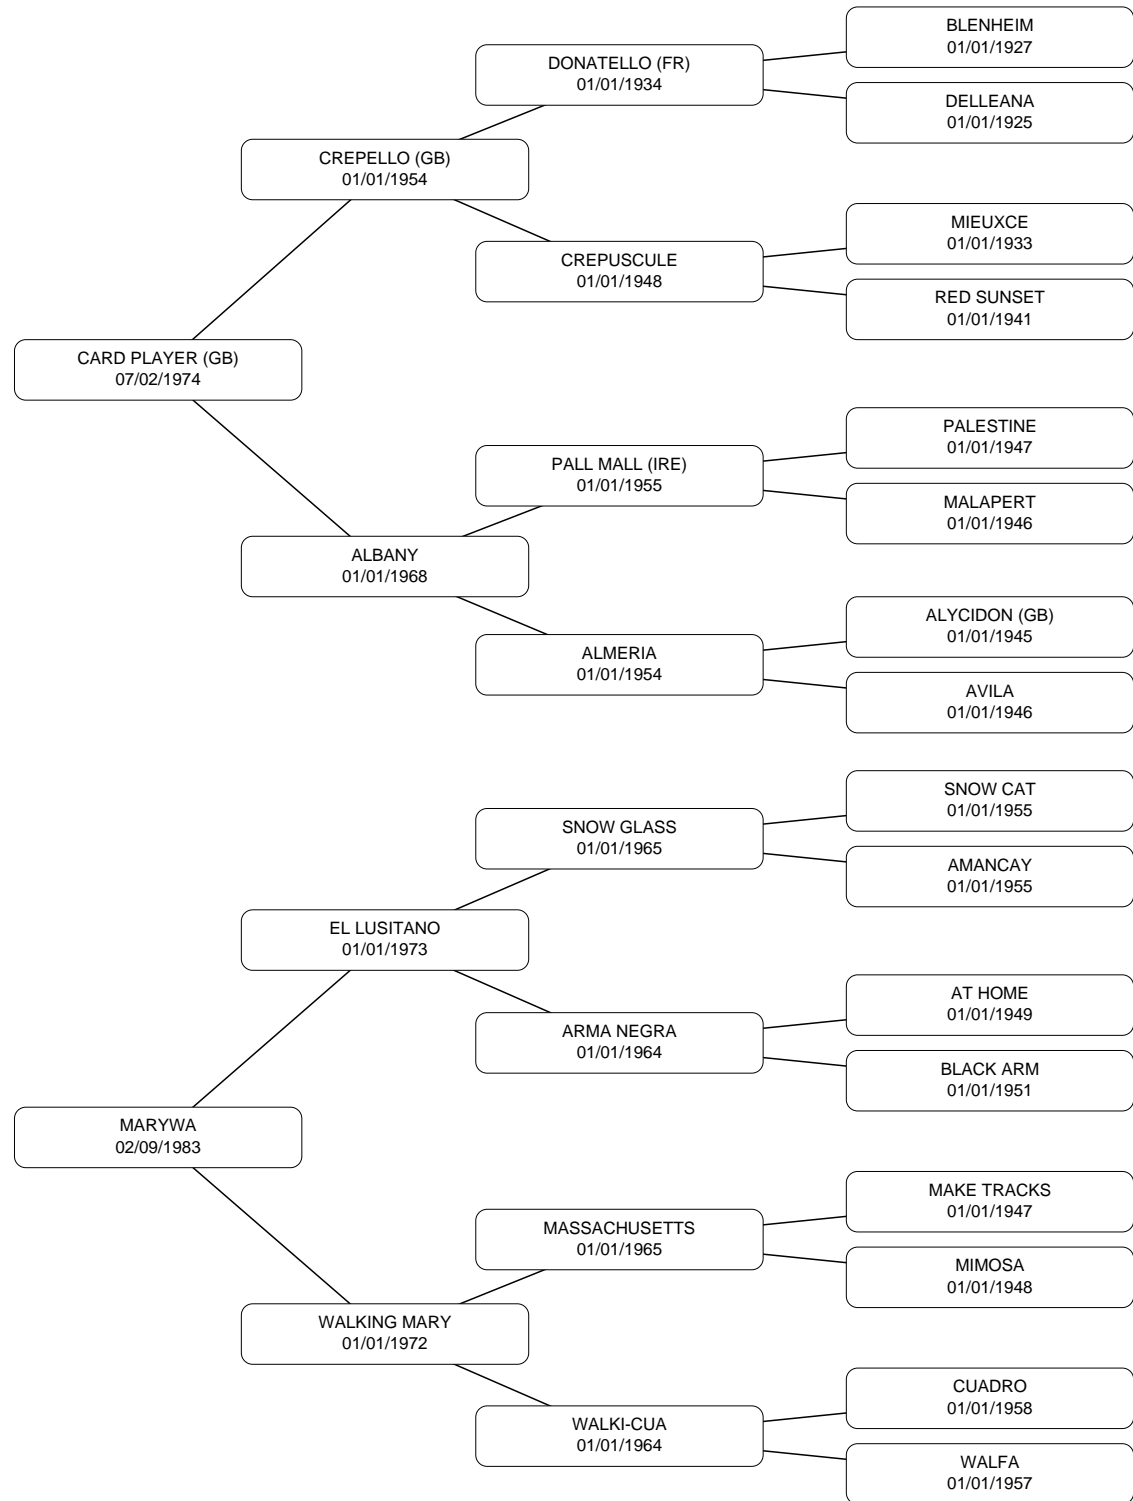 BLENHEIM
01/01/1927
DONATELLO (FR)
01/01/1934
DELLEANA
01/01/1925
CREPELLO (GB)
01/01/1954
MIEUXCE
01/01/1933
CREPUSCULE
01/01/1948
RED SUNSET
01/01/1941
CARD PLAYER (GB)
07/02/1974
PALESTINE
01/01/1947
PALL MALL (IRE)
01/01/1955
MALAPERT
01/01/1946
ALBANY
01/01/1968
ALYCIDON (GB)
01/01/1945
ALMERIA
01/01/1954
AVILA
01/01/1946
SNOW CAT
01/01/1955
SNOW GLASS
01/01/1965
AMANCAY
01/01/1955
EL LUSITANO
01/01/1973
AT HOME
01/01/1949
ARMA NEGRA
01/01/1964
BLACK ARM
01/01/1951
MARYWA
02/09/1983
MAKE TRACKS
01/01/1947
MASSACHUSETTS
01/01/1965
MIMOSA
01/01/1948
WALKING MARY
01/01/1972
CUADRO
01/01/1958
WALKI-CUA
01/01/1964
WALFA
01/01/1957